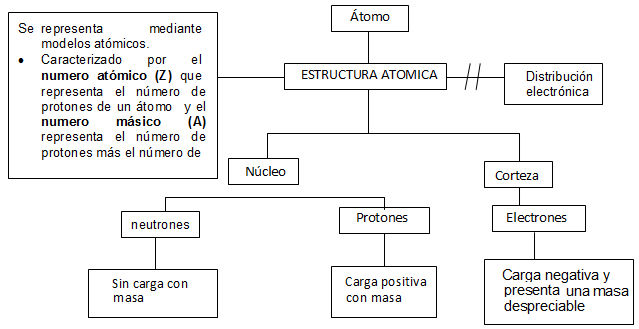 Átomo
Se representa mediante
modelos atómicos.
• Caracterizado por el
numero atómico (Z) que
representa el número de
protones de un átomo y el
numero másico (A)
representa el número de
protones más el número de
ESTRUCTURA ATOMICA
Distribución
electrónica
Núcleo
Corteza
neutrones
Protones
Electrones
Sin carga con
masa
Carga positiva
con masa
Carga negativa y
presenta una masa
despreciable